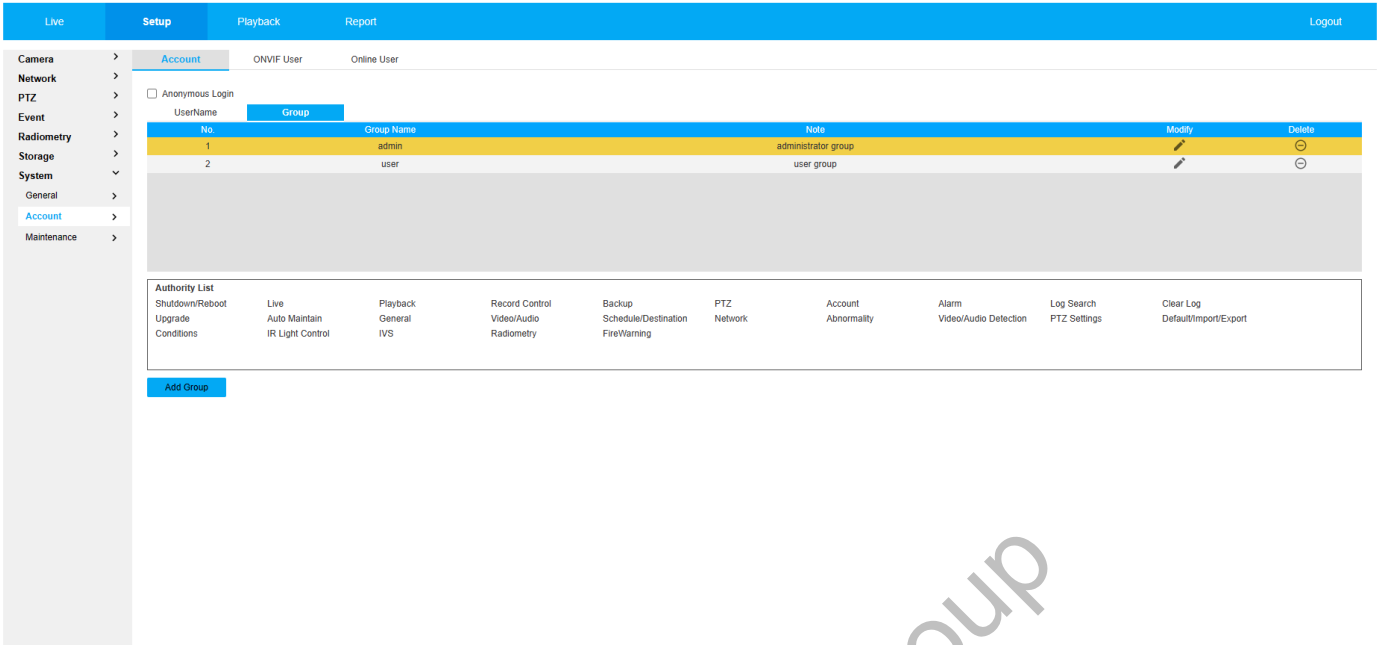 Live Setup Playback Report Logout
Camera
Network
PTZ
Event
Radiometry
Storage
System
General
Account
Maintenance
Account ONVIF User Online User
Anonymous Login
UserName Group
No. Group Name Note Modify Delete
1 admin administrator group
2 user user group
Authority List
Shutdown/Reboot Live Playback Record Control Backup PTZ Account Alarm Log Search Clear Log
Upgrade Auto Maintain General Video/Audio Schedule/Destination Network Abnormality Video/Audio Detection PTZ Settings Default/Import/Export
Conditions IR Light Control IVS Radiometry FireWarning
Add Group